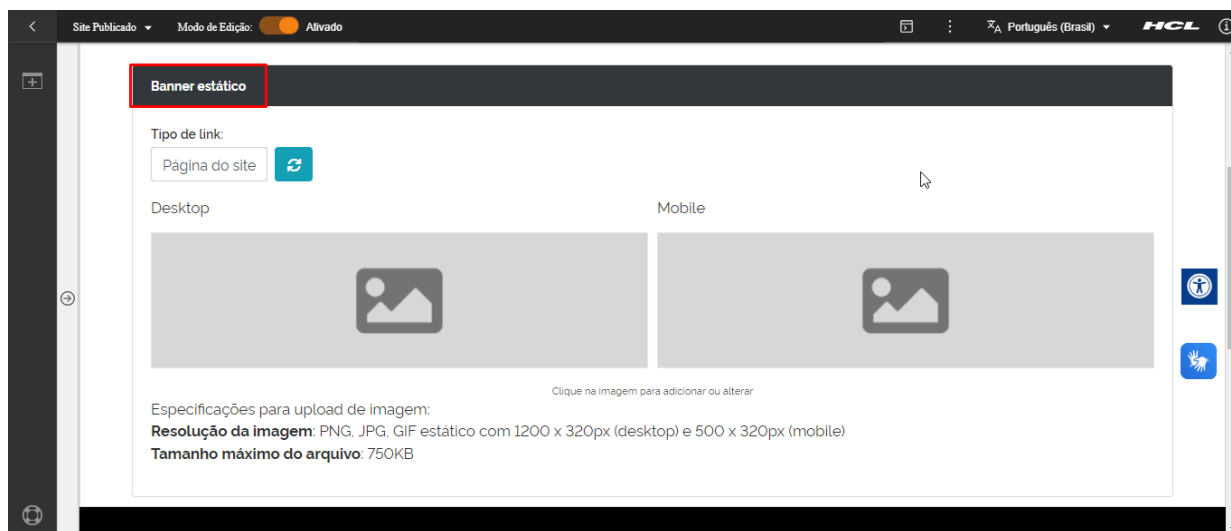 Site Publicado Modo de Edição: Ativado Português (Brasil) HCL
Banner estático
Tipo de link:
Página do site
Desktop Mobile
Clique na imagem para adicionar ou alterar
Especificações para upload de imagem:
Resolução da imagem: PNG, JPG, GIF estático com 1200 x 320px (desktop) e 500 x 320px (mobile)
Tamanho máximo do arquivo: 750KB